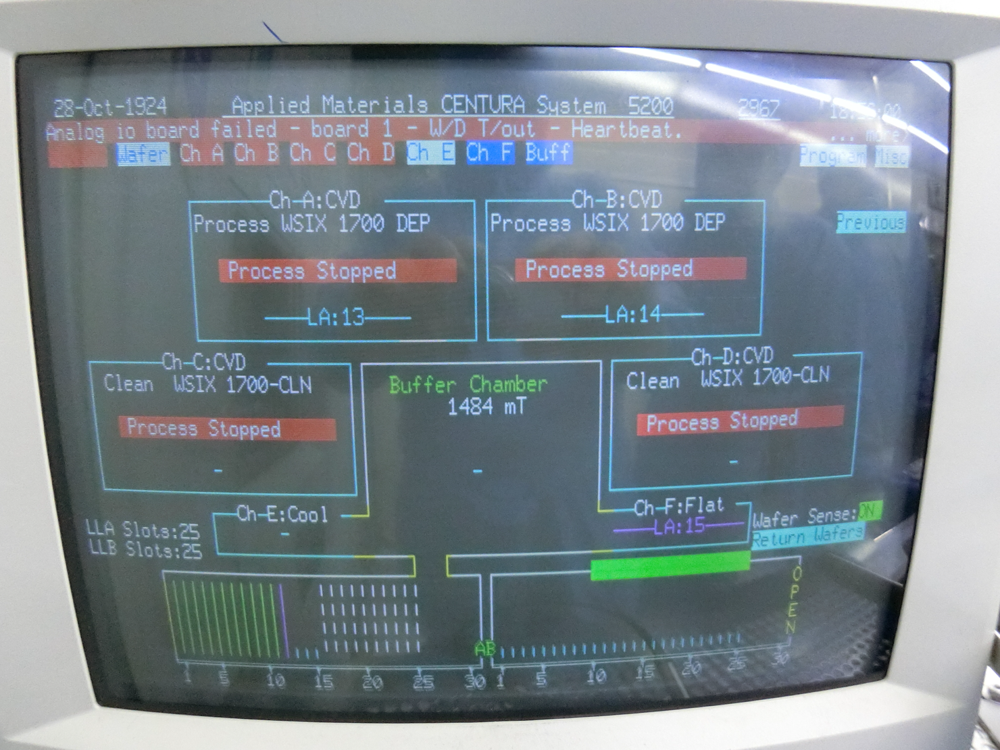 28-Oct-1924 Applied Materials CENTURA System 5200 2967
Analog io board failed - board 1 - W/D T/out - Heartbeat. ... more>
Wafer Ch A Ch B Ch C Ch D Ch E Ch F Buff Program Misc
Ch-A:CVD Ch-B:CVD
Process WSIX 1700 DEP Process WSIX 1700 DEP Previous
Process Stopped Process Stopped
LA:13 LA:14
Ch-C:CVD Ch-D:CVD
Clean WSIX 1700-CLN Buffer Chamber Clean WSIX 1700-CLN
1484 mT
Process Stopped Process Stopped
- - -
Ch-E:Cool Ch-F:Flat
- LA:15 Wafer Sense:ON
LLA Slots:25 Return Wafers
LLB Slots:25
OPEN
AB
1 5 10 15 20 25 30 1 5 10 15 20 25 30